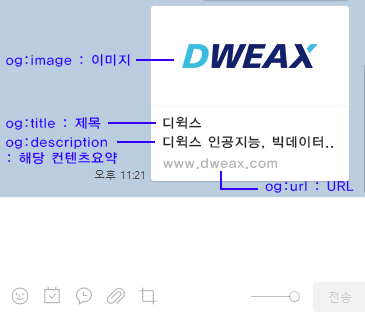 og:image : 이미지
DWEAX
og:title : 제목
디윅스
og:description
: 해당 컨텐츠요약
디윅스 인공지능, 빅데이터..
www.dweax.com
오후 11:21
og:url : URL
전송